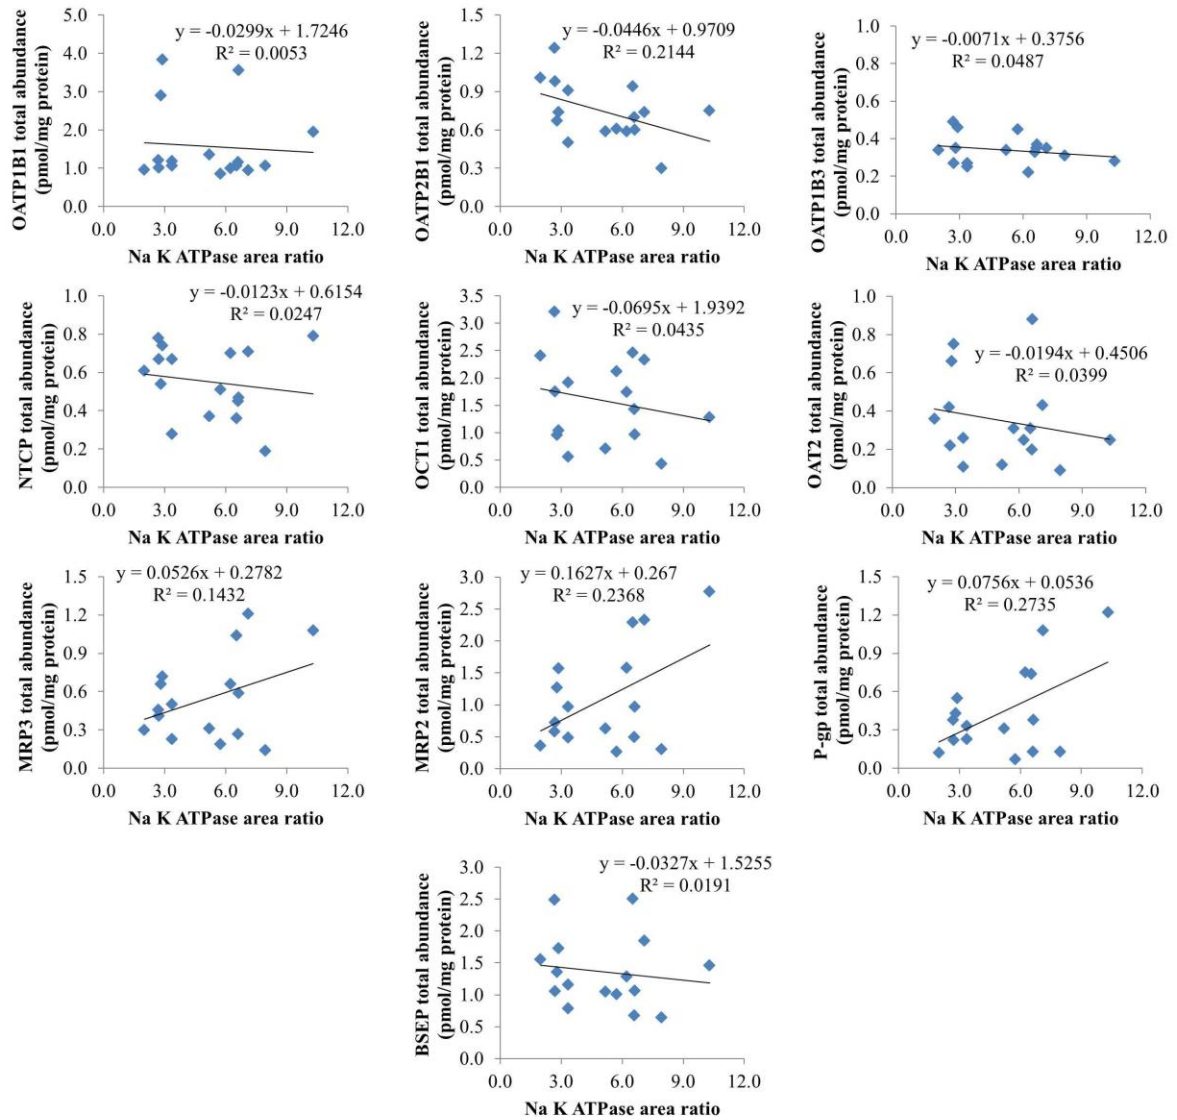 OATP1B1 total abundance
(pmol/mg protein)
5.0
4.0
3.0
2.0
1.0
0.0
y = -0.0299x + 1.7246
R² = 0.0053
0.0 3.0 6.0 9.0 12.0
Na K ATPase area ratio
OATP2B1 total abundance
(pmol/mg protein)
1.5
1.2
0.9
0.6
0.3
0.0
y = -0.0446x + 0.9709
R² = 0.2144
0.0 3.0 6.0 9.0 12.0
Na K ATPase area ratio
OATP1B3 total abundance
(pmol/mg protein)
1.0
0.8
0.6
0.4
0.2
0.0
y = -0.0071x + 0.3756
R² = 0.0487
0.0 3.0 6.0 9.0 12.0
Na K ATPase area ratio
NTCP total abundance
(pmol/mg protein)
1.0
0.8
0.6
0.4
0.2
0.0
y = -0.0123x + 0.6154
R² = 0.0247
0.0 3.0 6.0 9.0 12.0
Na K ATPase area ratio
OCT1 total abundance
(pmol/mg protein)
3.5
3.0
2.5
2.0
1.5
1.0
0.5
0.0
y = -0.0695x + 1.9392
R² = 0.0435
0.0 3.0 6.0 9.0 12.0
Na K ATPase area ratio
OAT2 total abundance
(pmol/mg protein)
1.0
0.8
0.6
0.4
0.2
0.0
y = -0.0194x + 0.4506
R² = 0.0399
0.0 3.0 6.0 9.0 12.0
Na K ATPase area ratio
MRP3 total abundance
(pmol/mg protein)
1.5
1.2
0.9
0.6
0.3
0.0
y = 0.0526x + 0.2782
R² = 0.1432
0.0 3.0 6.0 9.0 12.0
Na K ATPase area ratio
MRP2 total abundance
(pmol/mg protein)
3.0
2.5
2.0
1.5
1.0
0.5
0.0
y = 0.1627x + 0.267
R² = 0.2368
0.0 3.0 6.0 9.0 12.0
Na K ATPase area ratio
P-gp total abundance
(pmol/mg protein)
1.5
1.2
0.9
0.6
0.3
0.0
y = 0.0756x + 0.0536
R² = 0.2735
0.0 3.0 6.0 9.0 12.0
Na K ATPase area ratio
BSEP total abundance
(pmol/mg protein)
3.0
2.5
2.0
1.5
1.0
0.5
0.0
y = -0.0327x + 1.5255
R² = 0.0191
0.0 3.0 6.0 9.0 12.0
Na K ATPase area ratio